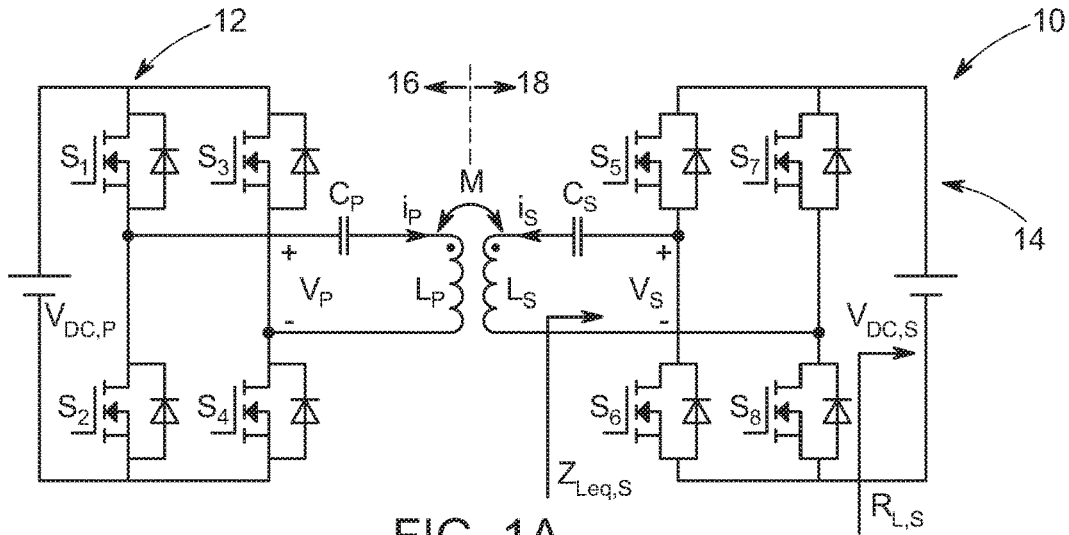 12
10
16
18
S1
S3
S5
S7
M
CP
iP
iS
CS
14
+
+
VP
LP
LS
VS
VDC,P
-
-
VDC,S
S2
S4
S6
S8
ZLeq,S
RL,S
FIG. 1A